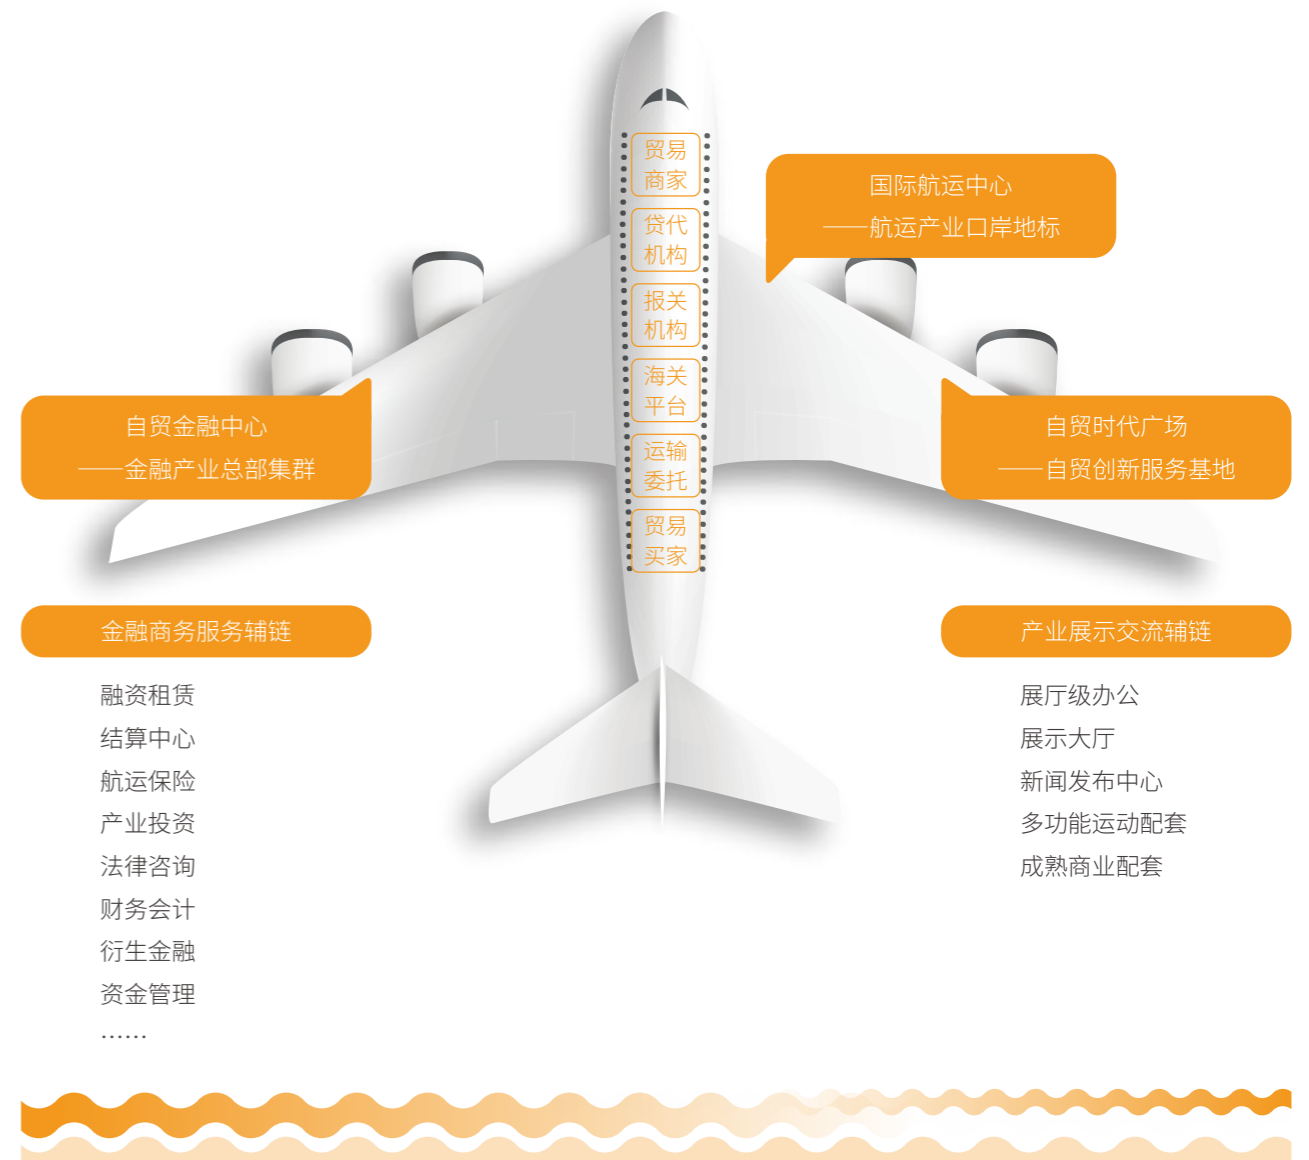 贸易
商家
贷代
机构
报关
机构
海关
平台
运输
委托
贸易
买家
国际航运中心
——航运产业口岸地标
自贸金融中心
——金融产业总部集群
自贸时代广场
——自贸创新服务基地
金融商务服务辅链
融资租赁
结算中心
航运保险
产业投资
法律咨询
财务会计
衍生金融
资金管理
……
产业展示交流辅链
展厅级办公
展示大厅
新闻发布中心
多功能运动配套
成熟商业配套